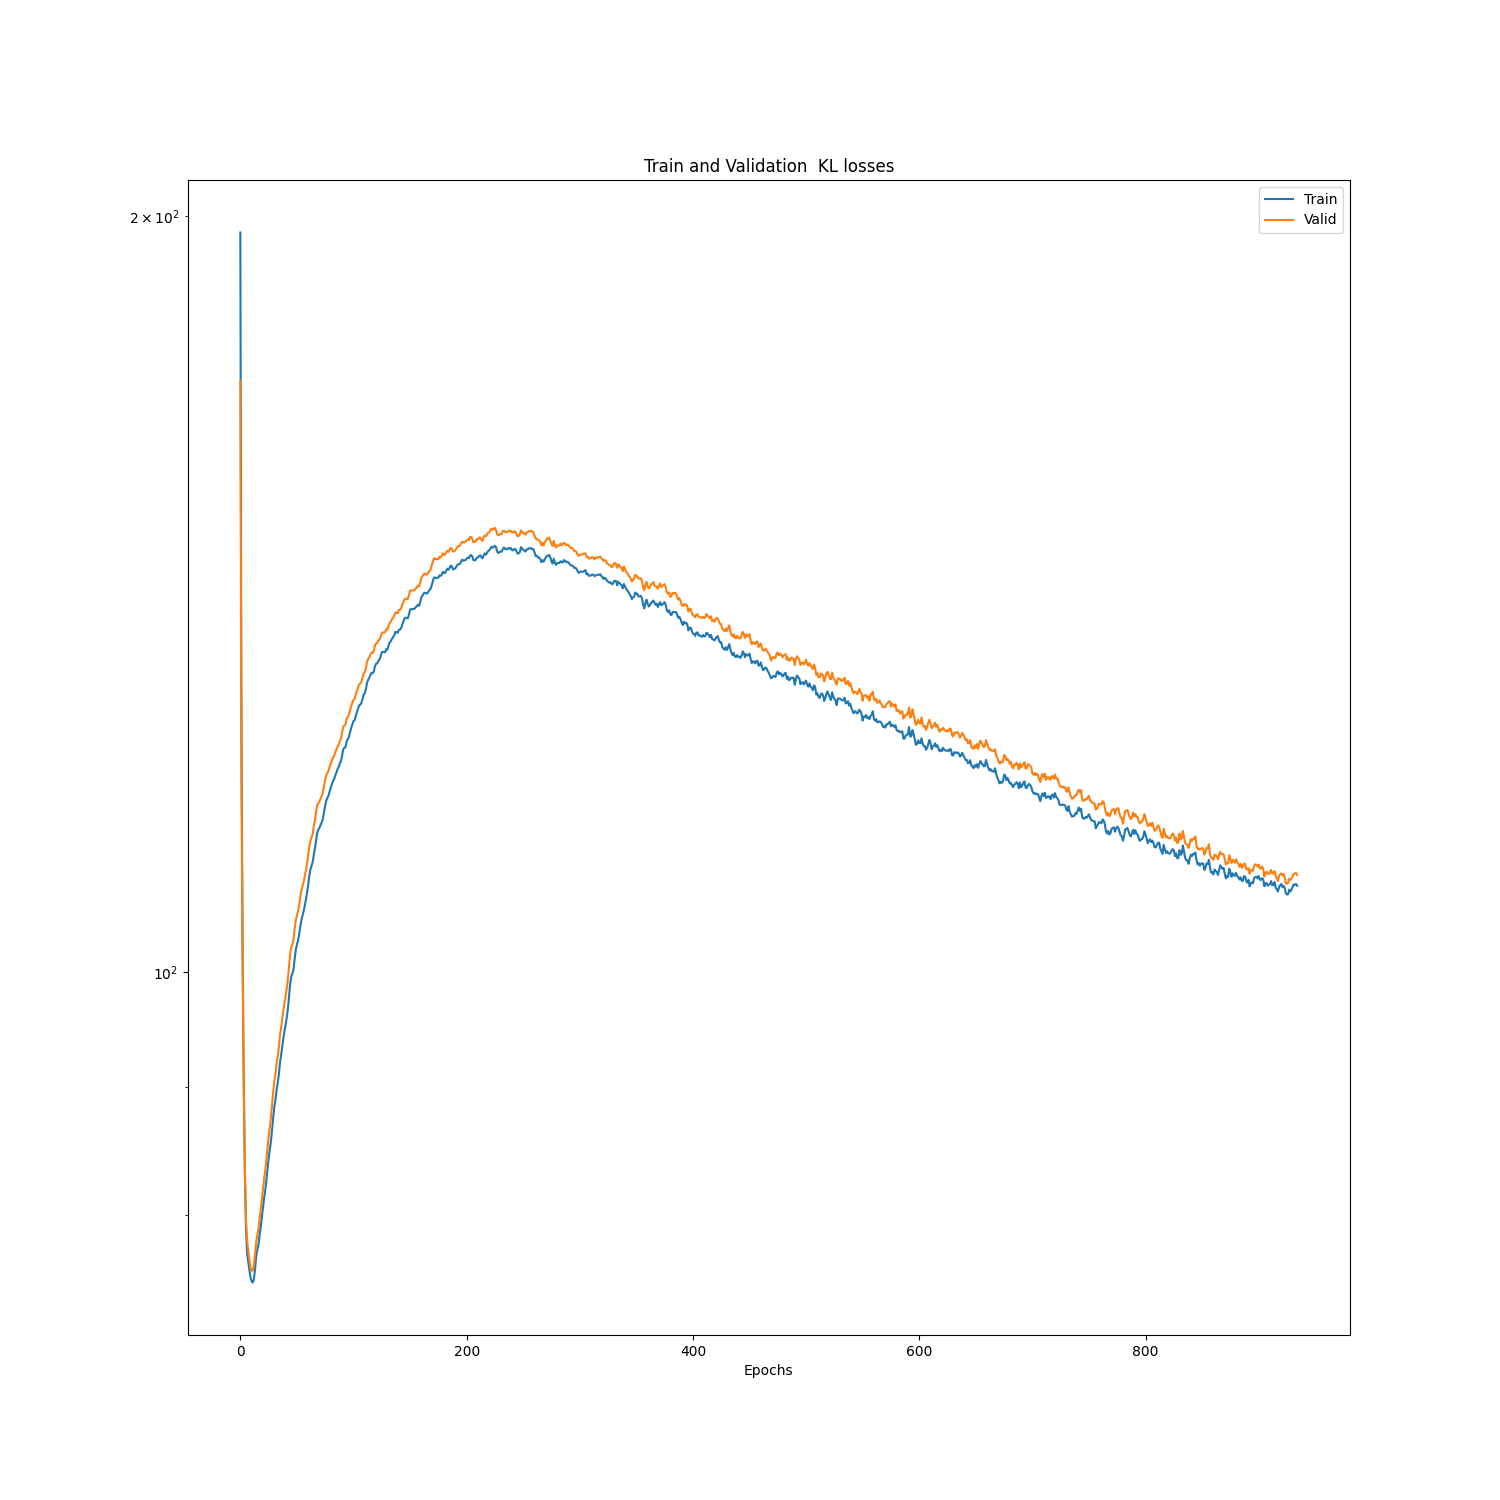 Train and Validation  KL losses
Train
Valid
2 × 10²
10²
0 200 400 600 800
Epochs